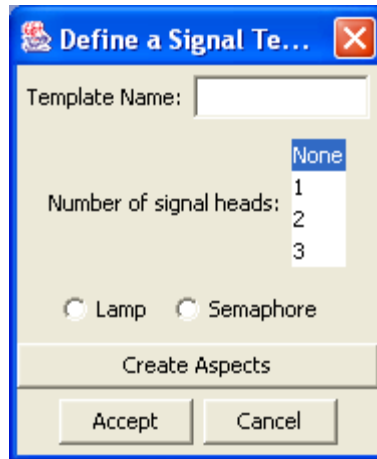 Define a Signal Te...
Template Name:
None
1
Number of signal heads:
2
3
Lamp Semaphore
Create Aspects
Accept Cancel